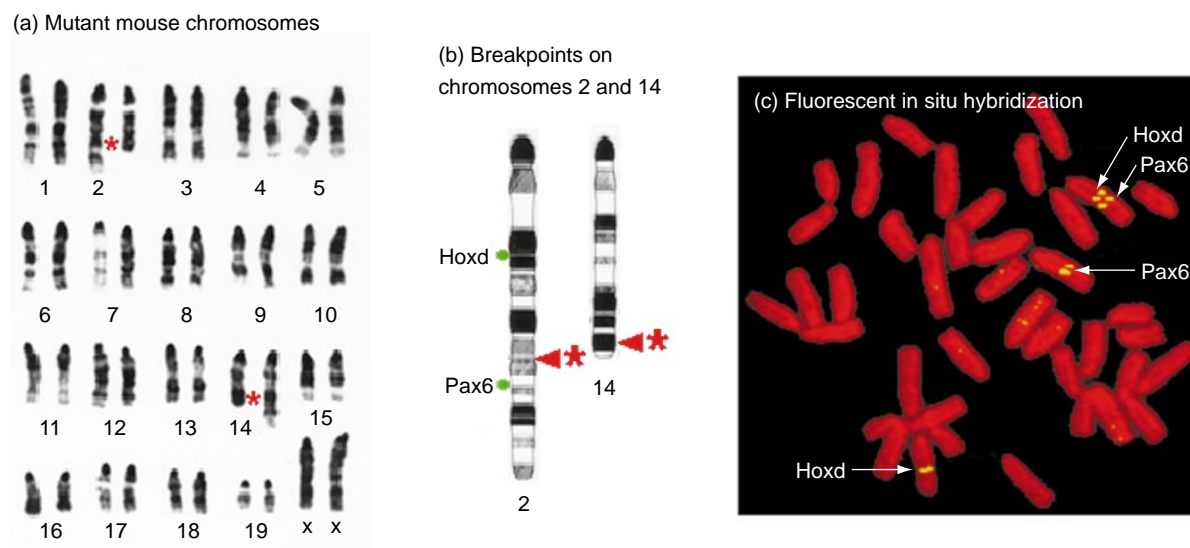 (a) Mutant mouse chromosomes
1 2 3 4 5
6 7 8 9 10
11 12 13 14 15
16 17 18 19 x x
(b) Breakpoints on
chromosomes 2 and 14
Hoxd
Pax6
14
2
(c) Fluorescent in situ hybridization
Hoxd
Pax6
Pax6
Hoxd